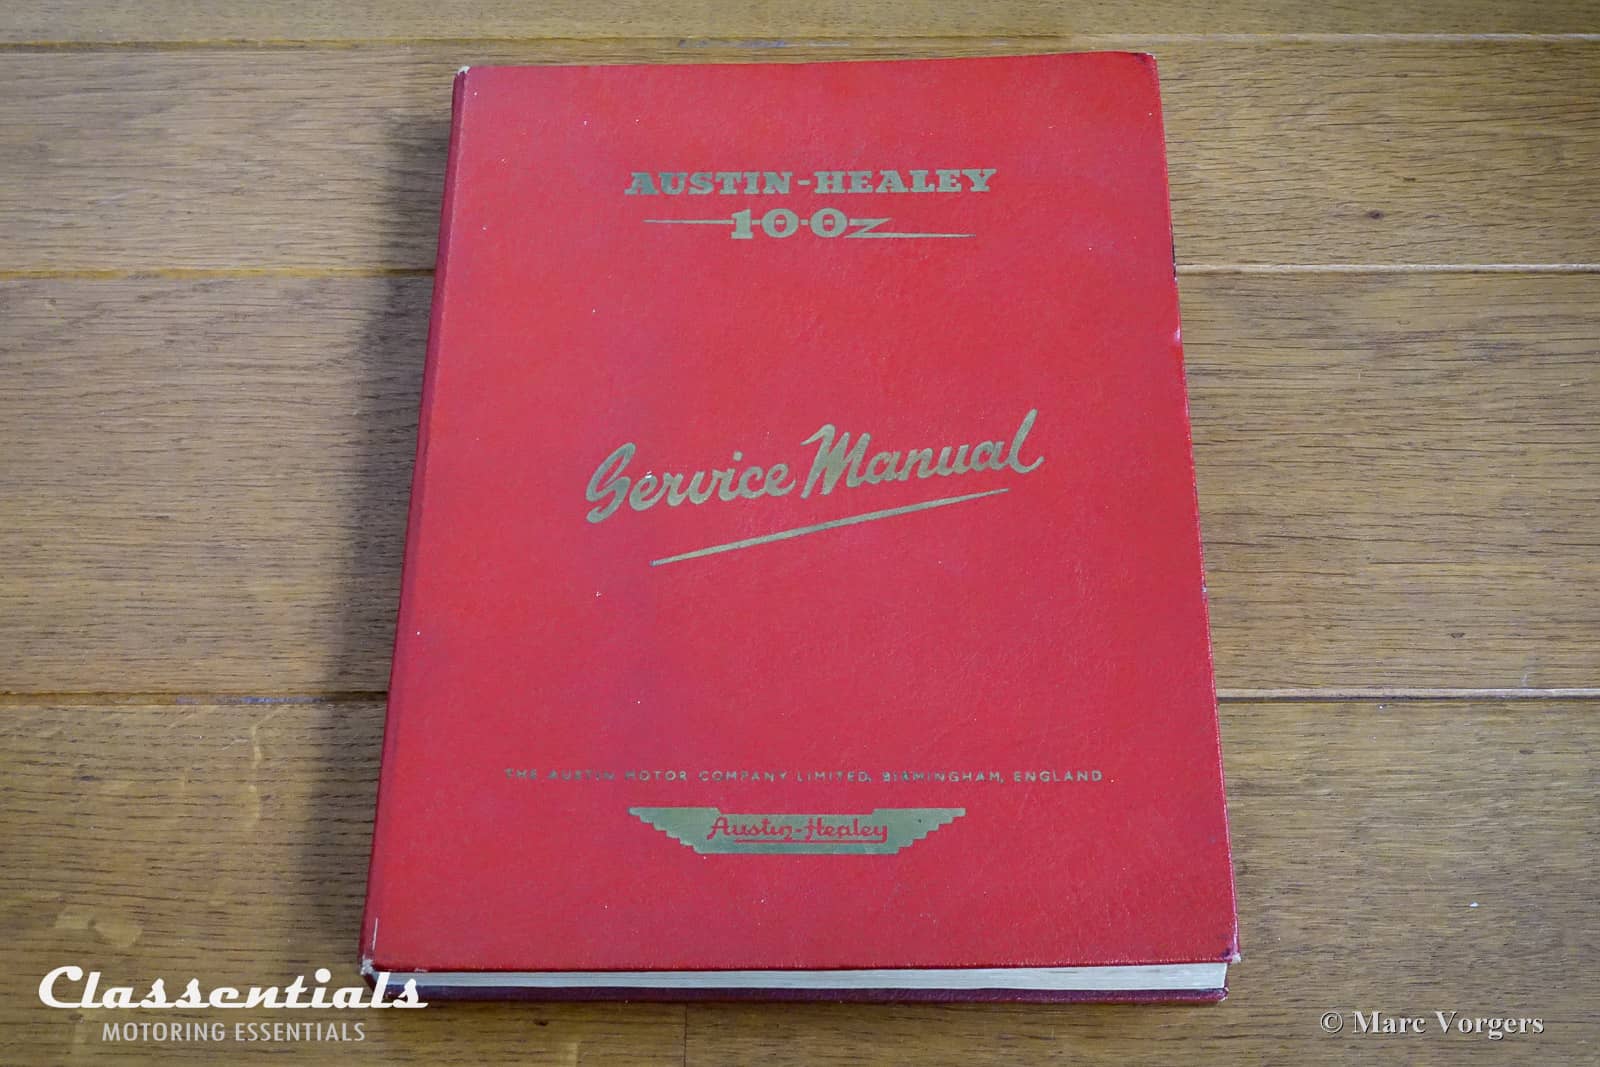 AUSTIN-HEALEY
100
Service Manual
THE AUSTIN MOTOR COMPANY LIMITED, BIRMINGHAM, ENGLAND
Austin-Healey
Classentials
MOTORING ESSENTIALS
© Marc Vorgers